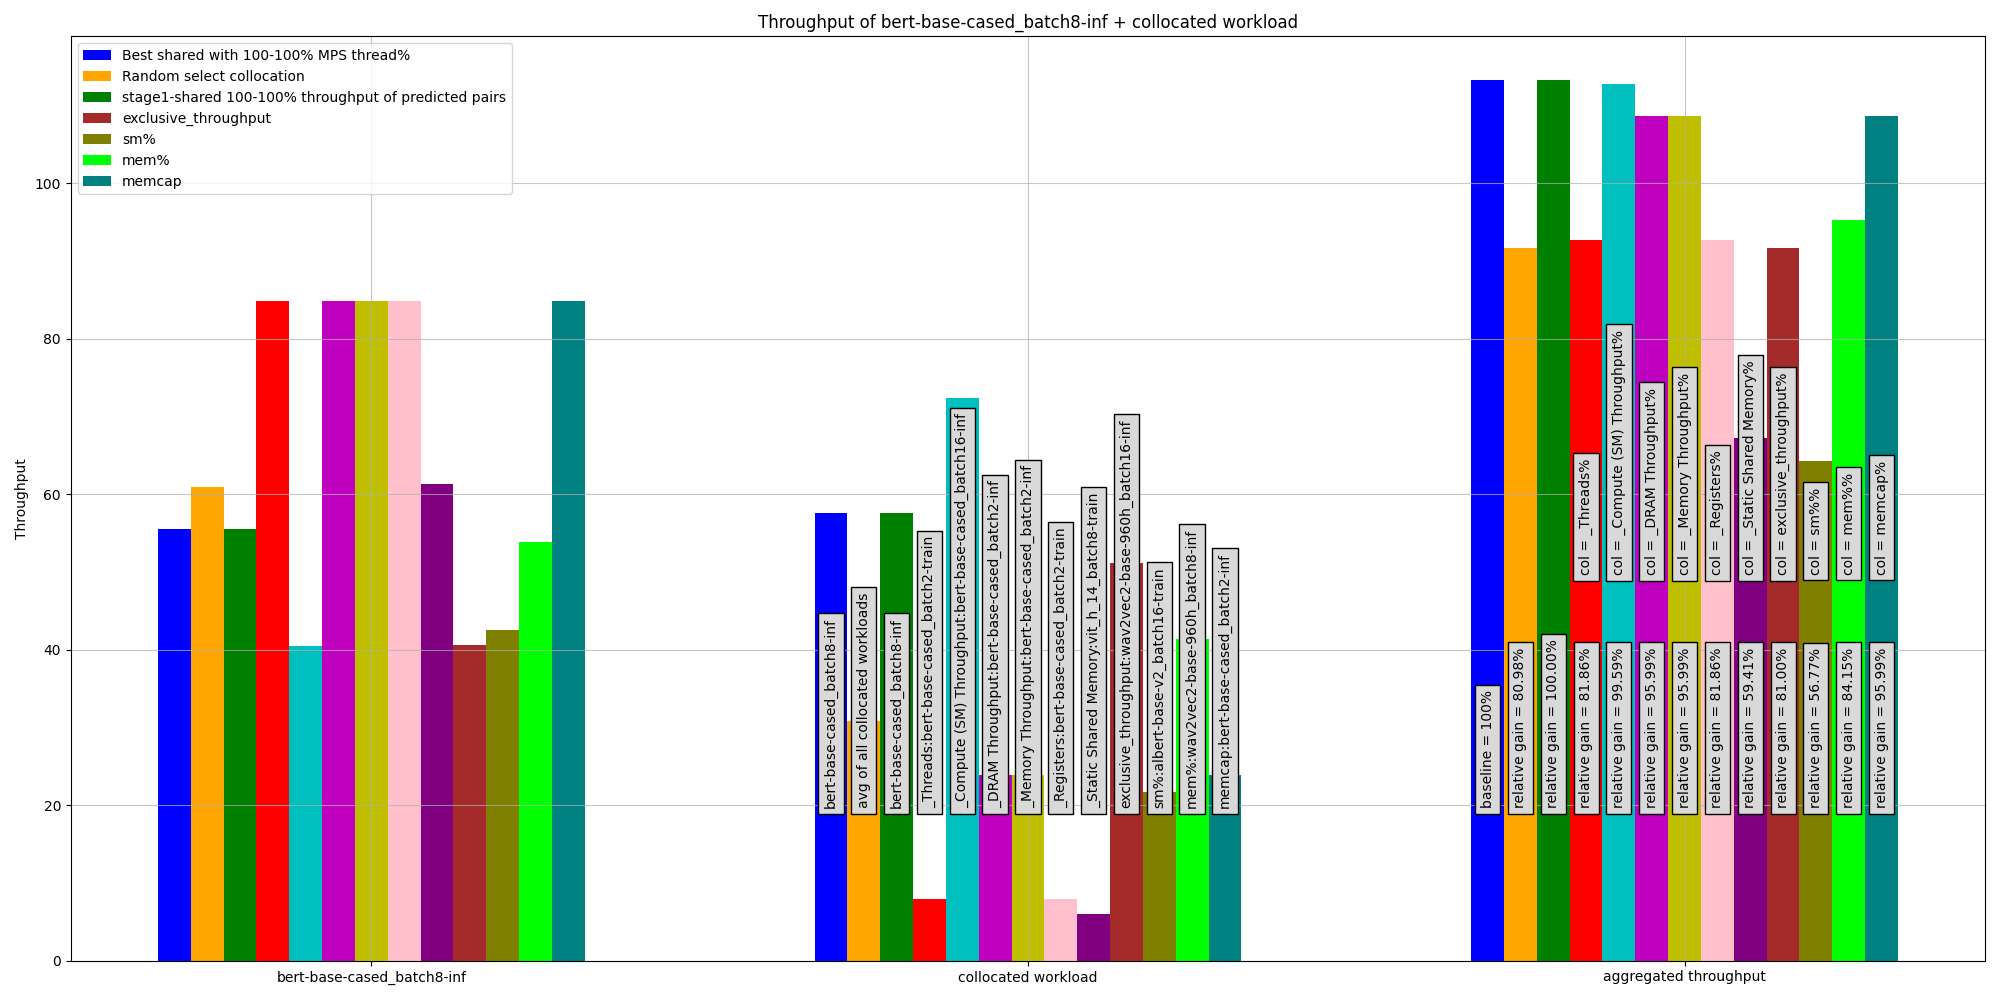 Throughput of bert-base-cased_batch8-inf + collocated workload
Best shared with 100-100% MPS thread%
Random select collocation
stage1-shared 100-100% throughput of predicted pairs
exclusive_throughput
sm%
mem%
memcap
Throughput
100
80
60
40
20
0
bert-base-cased_batch8-inf
avg of all collocated workloads
bert-base-cased_batch8-inf
_Threads:bert-base-cased_batch2-train
_Compute (SM) Throughput:bert-base-cased_batch16-inf
_DRAM Throughput:bert-base-cased_batch2-inf
_Memory Throughput:bert-base-cased_batch2-inf
_Registers:bert-base-cased_batch2-train
_Static Shared Memory:vit_h_14_batch8-train
exclusive_throughput:wav2vec2-base-960h_batch16-inf
sm%:albert-base-v2_batch16-train
mem%:wav2vec2-base-960h_batch8-inf
memcap:bert-base-cased_batch2-inf
col = _Threads%
col = _Compute (SM) Throughput%
col = _DRAM Throughput%
col = _Memory Throughput%
col = _Registers%
col = _Static Shared Memory%
col = exclusive_throughput%
col = sm%%
col = mem%%
col = memcap%
baseline = 100%
relative gain = 80.98%
relative gain = 100.00%
relative gain = 81.86%
relative gain = 99.59%
relative gain = 95.99%
relative gain = 95.99%
relative gain = 81.86%
relative gain = 59.41%
relative gain = 81.00%
relative gain = 56.77%
relative gain = 84.15%
relative gain = 95.99%
bert-base-cased_batch8-inf
collocated workload
aggregated throughput